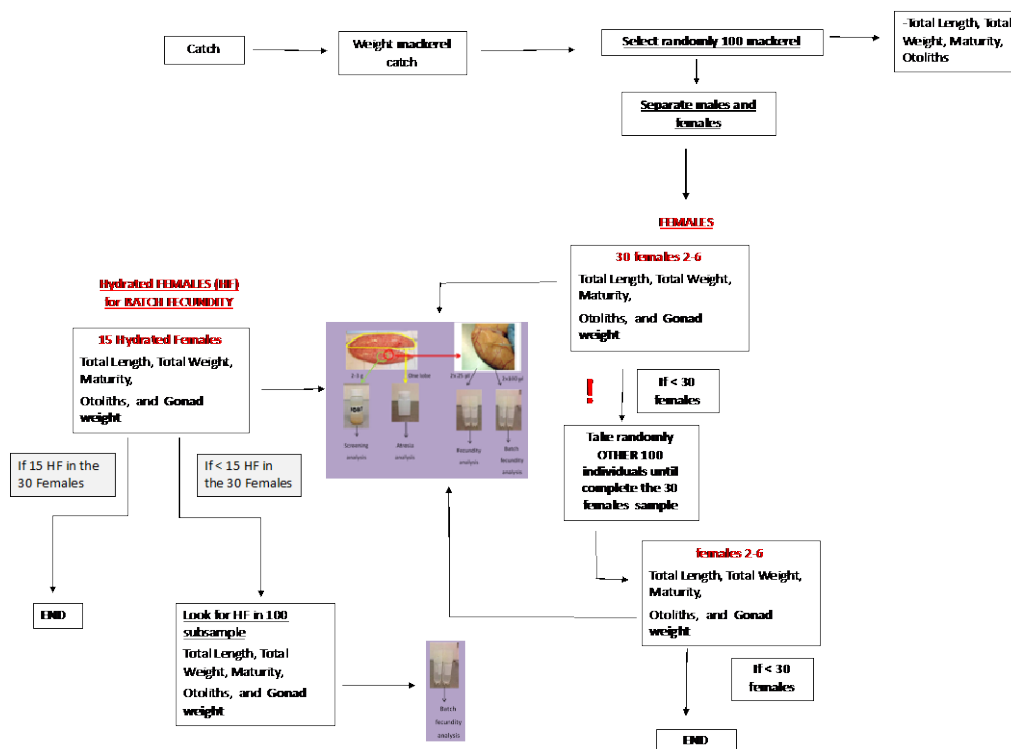 Catch
Weight mackerel
catch
Select randomly 100 mackerel
-Total Length, Total
Weight, Maturity,
Otoliths
Separate males and
females
FEMALES
30 females 2-6
Total Length, Total Weight,
Maturity,
Otoliths, and Gonad
weight
Hydrated FEMALES (HF)
for BATCH FECUNDITY
15 Hydrated Females
Total Length, Total Weight,
Maturity,
Otoliths, and Gonad
weight
One lobe
2x25 µl
Screening
analysis
Atresia
analysis
Fecundity
analysis
Batch
fecundity
analysis
!
If < 30
females
Take randomly
OTHER 100
individuals until
complete the 30
females sample
If 15 HF in the
30 Females
If < 15 HF in
the 30 Females
females 2-6
Total Length, Total Weight,
Maturity,
Otoliths, and Gonad
weight
END
Look for HF in 100
subsample
Total Length, Total
Weight, Maturity,
Otoliths, and Gonad
weight
Batch
fecundity
analysis
If < 30
females
END